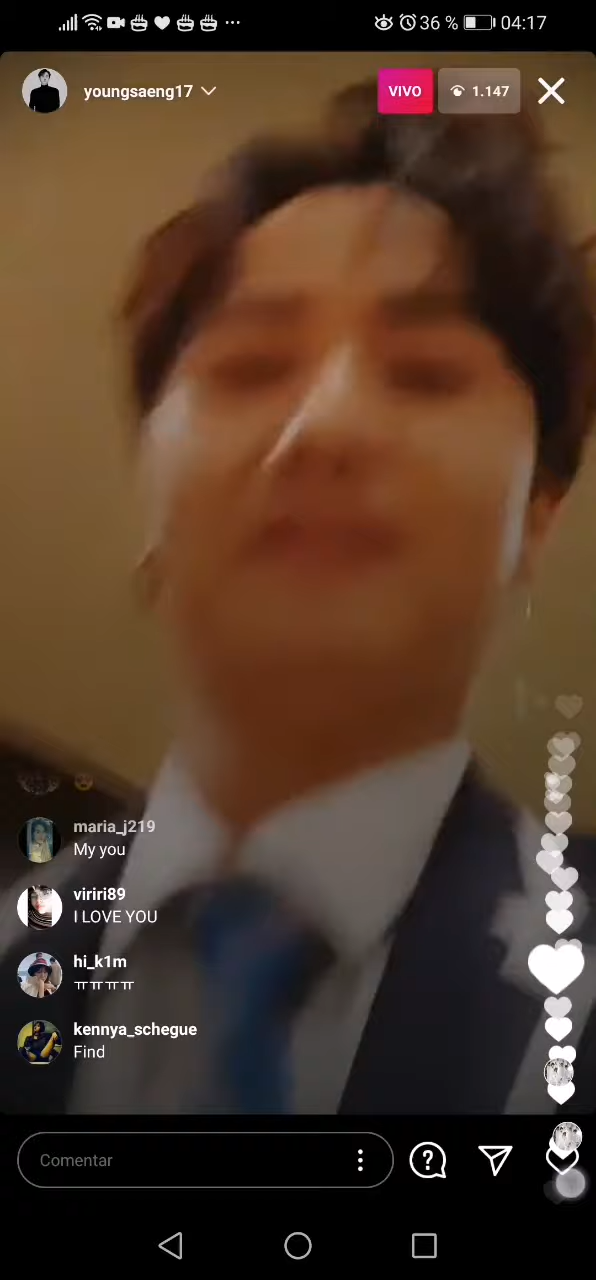 36 % 04:17
youngsaeng17 VIVO 1.147
maria_j219
My you
viriri89
I LOVE YOU
hi_k1m
ㅠㅠㅠㅠ
kennya_schegue
Find
Comentar